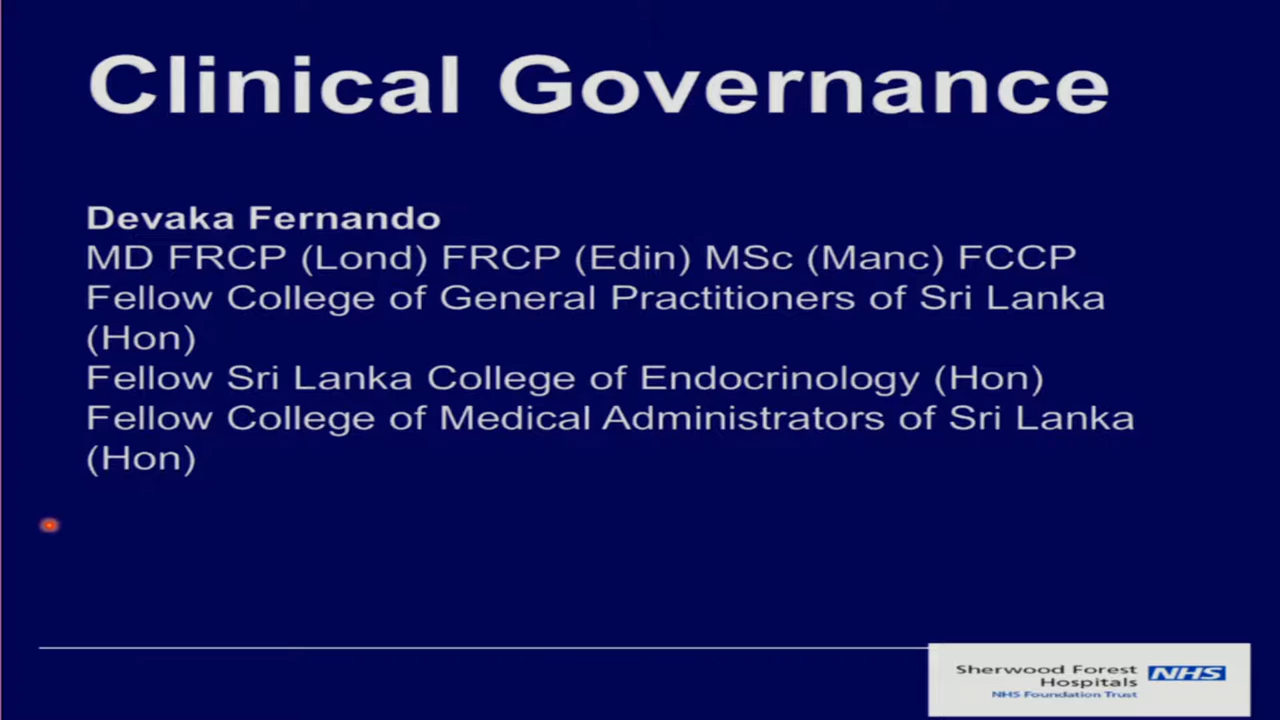 Clinical Governance
Devaka Fernando
MD FRCP (Lond) FRCP (Edin) MSc (Manc) FCCP
Fellow College of General Practitioners of Sri Lanka
(Hon)
Fellow Sri Lanka College of Endocrinology (Hon)
Fellow College of Medical Administrators of Sri Lanka
(Hon)
Sherwood Forest NHS
Hospitals
NHS Foundation Trust